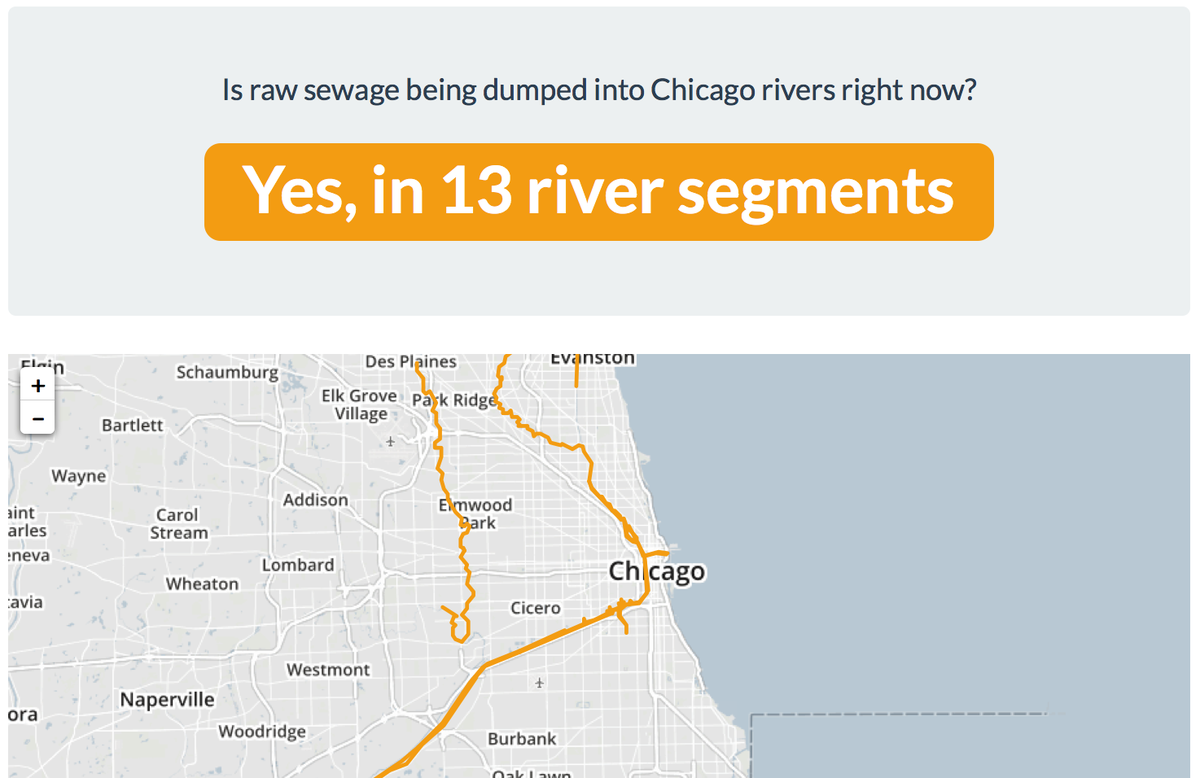 Is raw sewage being dumped into Chicago rivers right now?
Yes, in 13 river segments
Des Plaines
Evanston
Elgin
Schaumburg
+
Elk Grove
Village
Park Ridge
−
Bartlett
Wayne
Addison
Elmwood
Park
aint
arles
Carol
Stream
eneva
Lombard
Chicago
Wheaton
tavia
Cicero
Westmont
Naperville
ora
Woodridge
Burbank
Oak Lawn